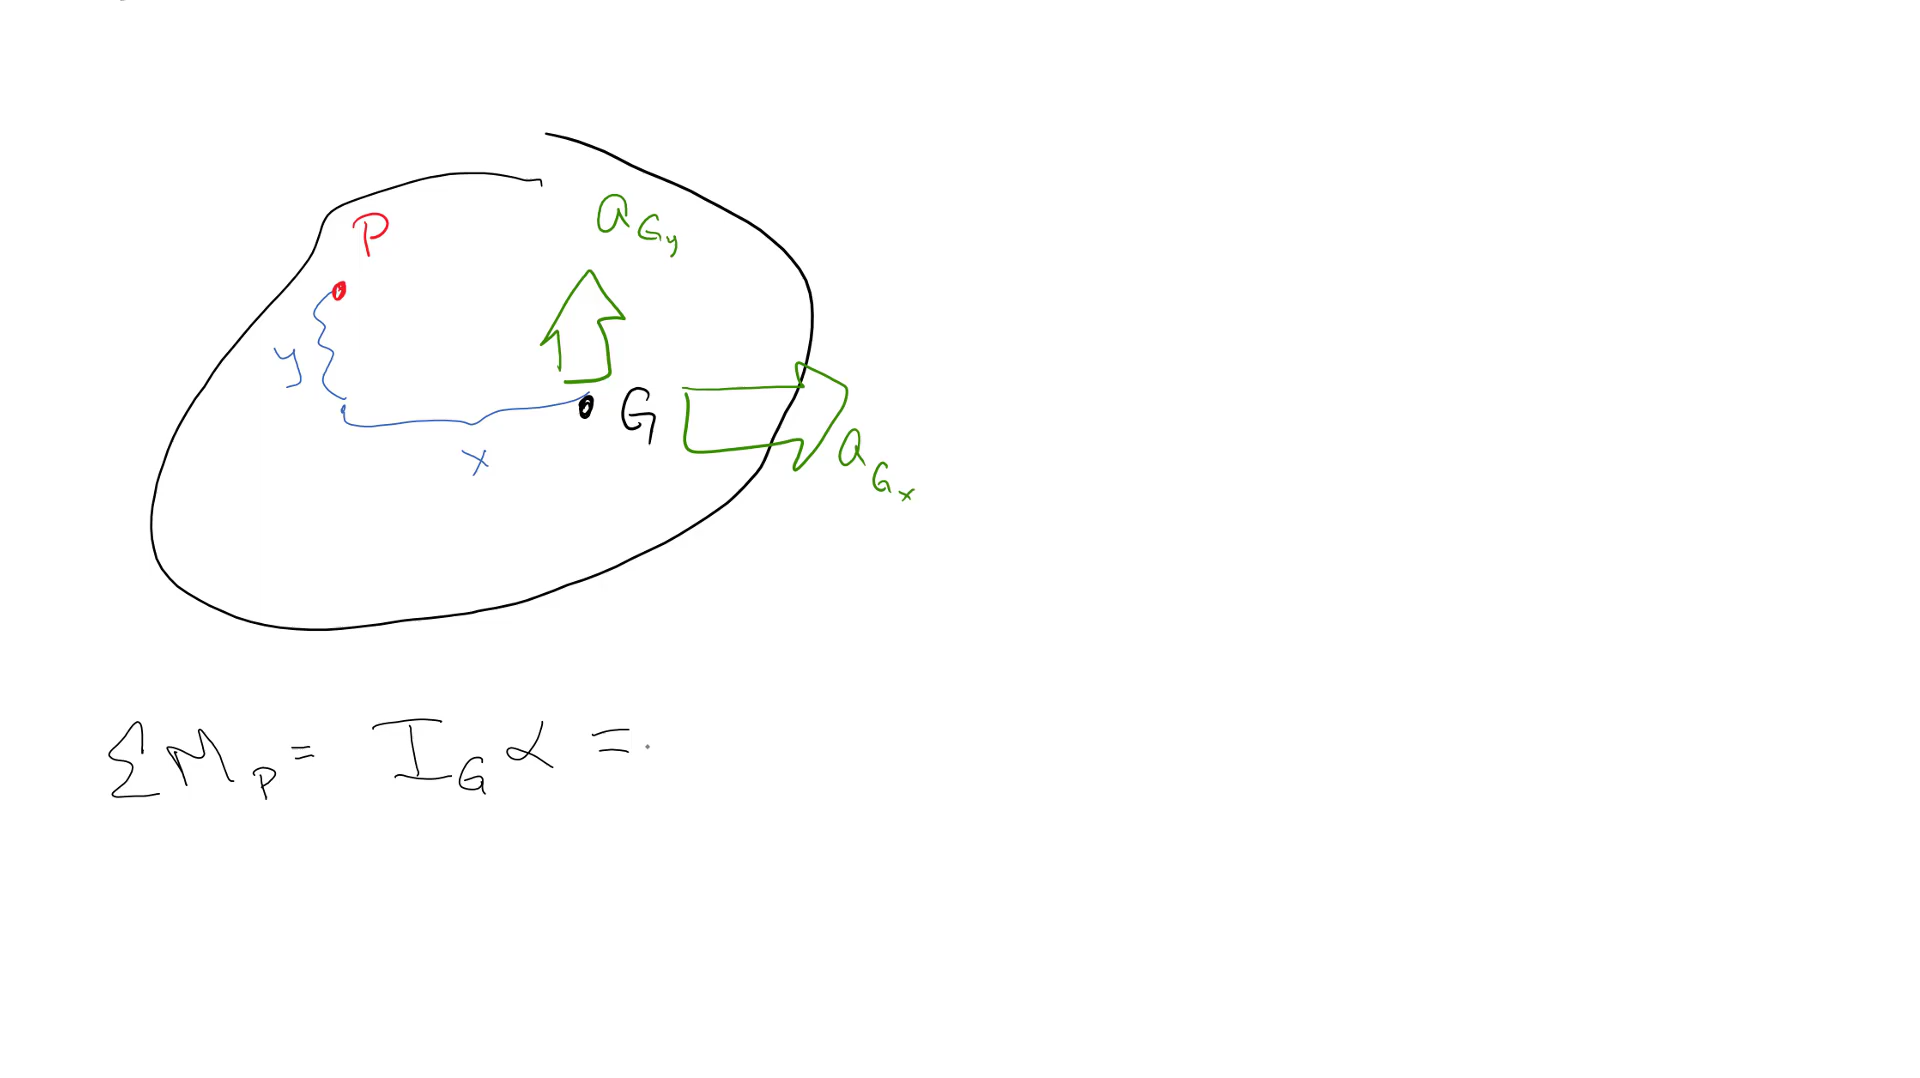 P
a_Gy
y
G
x
a_Gx
ΣM_P = I_G α =